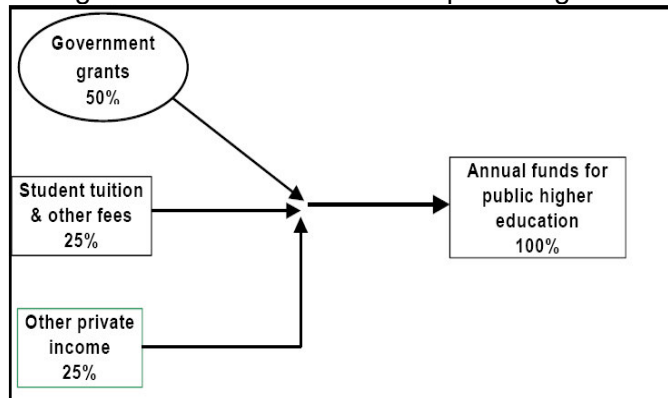 Government
grants
50%
Student tuition
& other fees
25%
Other private
income
25%
Annual funds for
public higher
education
100%